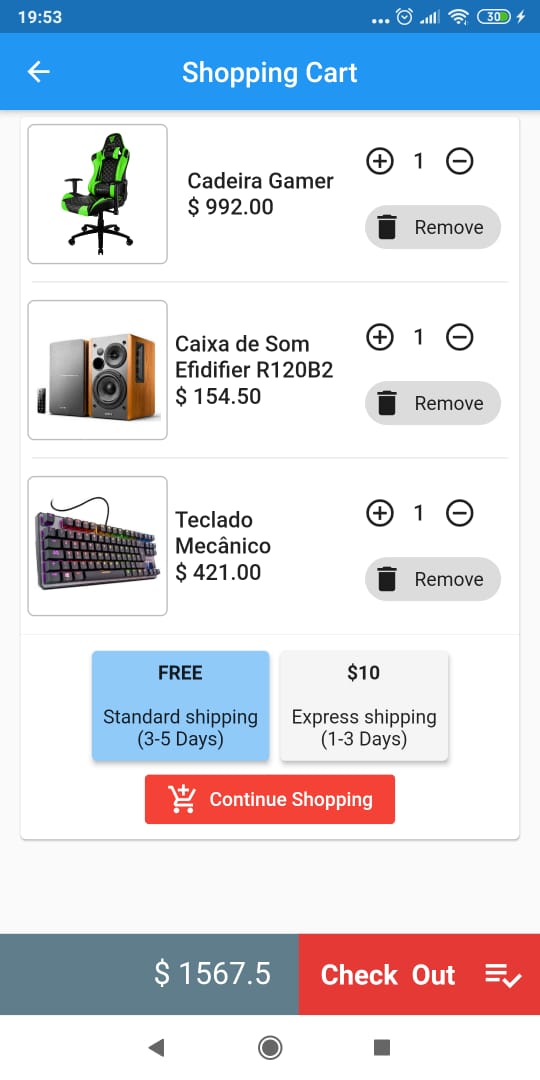 19:53
30
Shopping Cart
Cadeira Gamer
$ 992.00
1
Remove
Caixa de Som
Efidifier R120B2
$ 154.50
1
Remove
Teclado
Mecânico
$ 421.00
1
Remove
FREE
Standard shipping
(3-5 Days)
$10
Express shipping
(1-3 Days)
Continue Shopping
$ 1567.5
Check Out